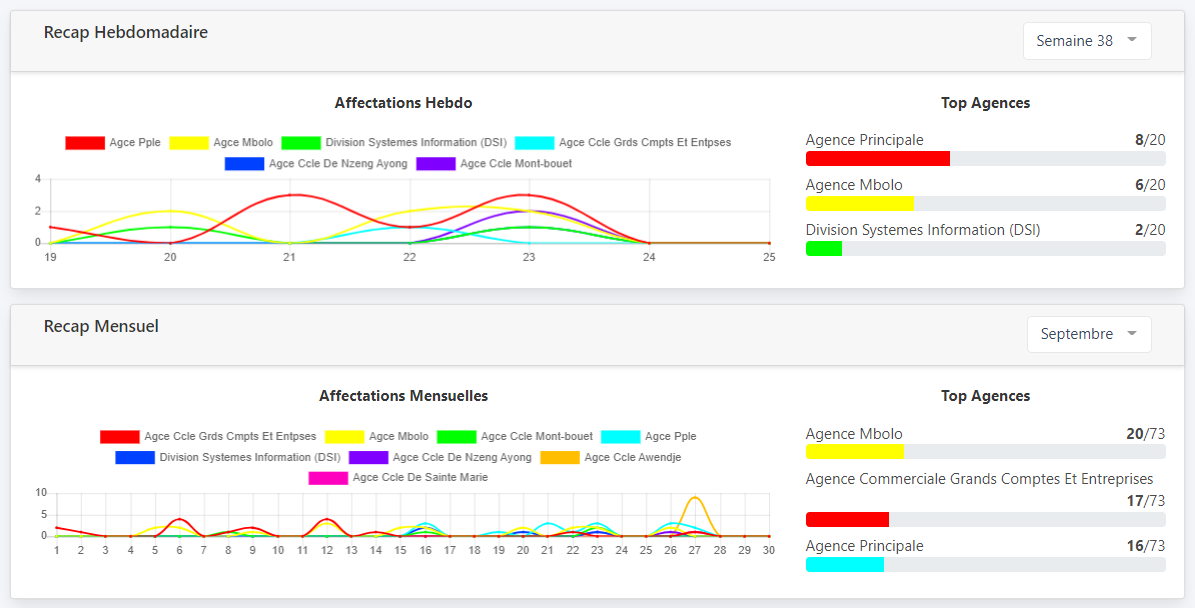 Recap Hebdomadaire
Semaine 38
Affectations Hebdo
Agce Pple Agce Mbolo Division Systemes Information (DSI) Agce Ccle Grds Cmpts Et Entpses
Agce Ccle De Nzeng Ayong Agce Ccle Mont-bouet
4
2
0
19 20 21 22 23 24 25
Top Agences
Agence Principale 8/20
Agence Mbolo 6/20
Division Systemes Information (DSI) 2/20
Recap Mensuel
Septembre
Affectations Mensuelles
Agce Ccle Grds Cmpts Et Entpses Agce Mbolo Agce Ccle Mont-bouet Agce Pple
Division Systemes Information (DSI) Agce Ccle De Nzeng Ayong Agce Ccle Awendje
Agce Ccle De Sainte Marie
10
5
0
1 2 3 4 5 6 7 8 9 10 11 12 13 14 15 16 17 18 19 20 21 22 23 24 25 26 27 28 29 30
Top Agences
Agence Mbolo 20/73
Agence Commerciale Grands Comptes Et Entreprises
17/73
Agence Principale 16/73